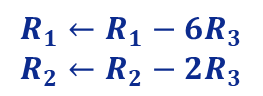 R₁ ← R₁ − 6R₃
R₂ ← R₂ − 2R₃